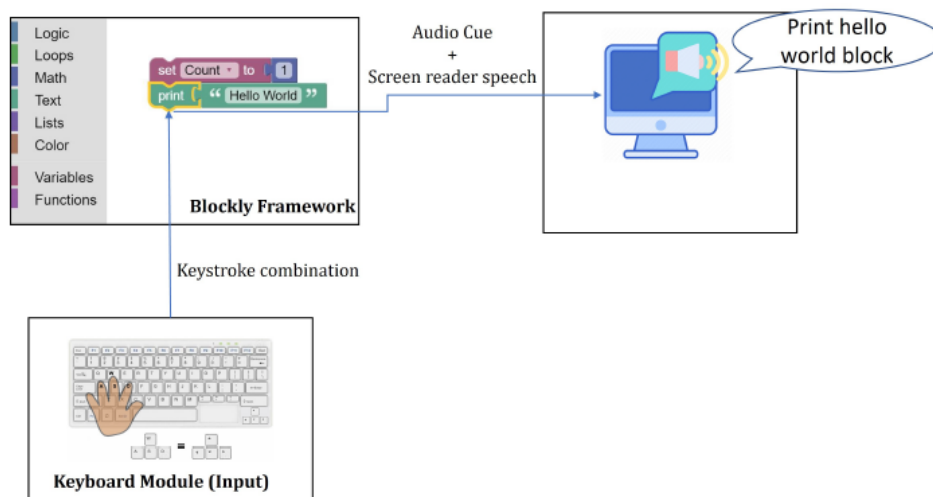 Logic
Loops
Math
Text
Lists
Color
Variables
Functions
set Count to 1
print “ Hello World ”
Blockly Framework
Audio Cue
+
Screen reader speech
Print hello
world block
Keystroke combination
=
Keyboard Module (Input)